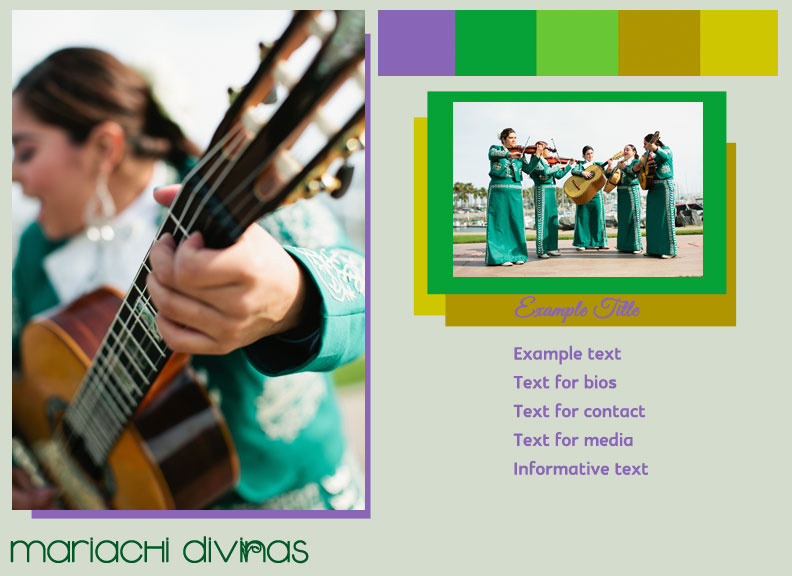 Example Title
Example text
Text for bios
Text for contact
Text for media
Informative text
mariachi divinas